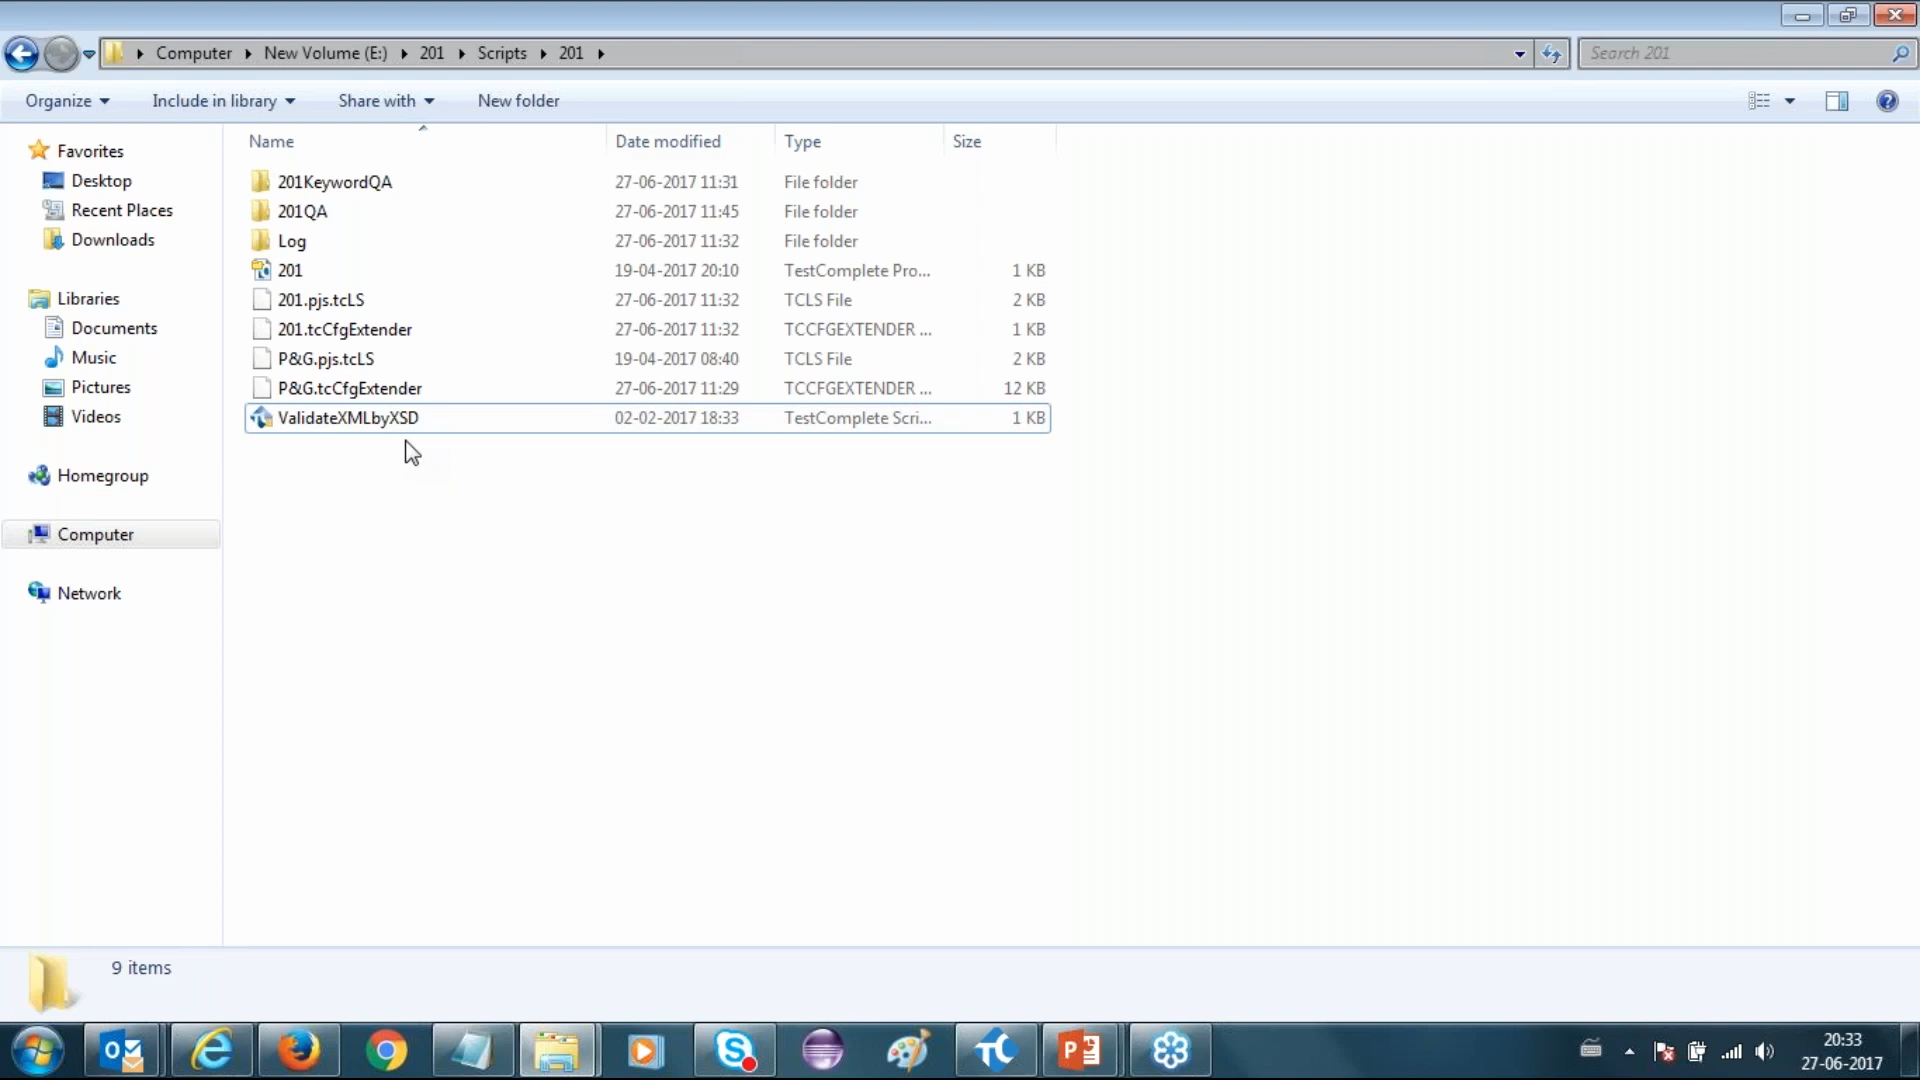 Computer New Volume (E:) 201 Scripts 201
Search 201
Organize Include in library Share with New folder
Name Date modified Type Size
Favorites
Desktop
Recent Places
Downloads
Libraries
Documents
Music
Pictures
Videos
Homegroup
Computer
Network
201KeywordQA 27-06-2017 11:31 File folder
201QA 27-06-2017 11:45 File folder
Log 27-06-2017 11:32 File folder
201 19-04-2017 20:10 TestComplete Pro... 1 KB
201.pjs.tcLS 27-06-2017 11:32 TCLS File 2 KB
201.tcCfgExtender 27-06-2017 11:32 TCCFGEXTENDER ... 1 KB
P&G.pjs.tcLS 19-04-2017 08:40 TCLS File 2 KB
P&G.tcCfgExtender 27-06-2017 11:29 TCCFGEXTENDER ... 12 KB
ValidateXMLbyXSD 02-02-2017 18:33 TestComplete Scri... 1 KB
9 items
20:33
27-06-2017